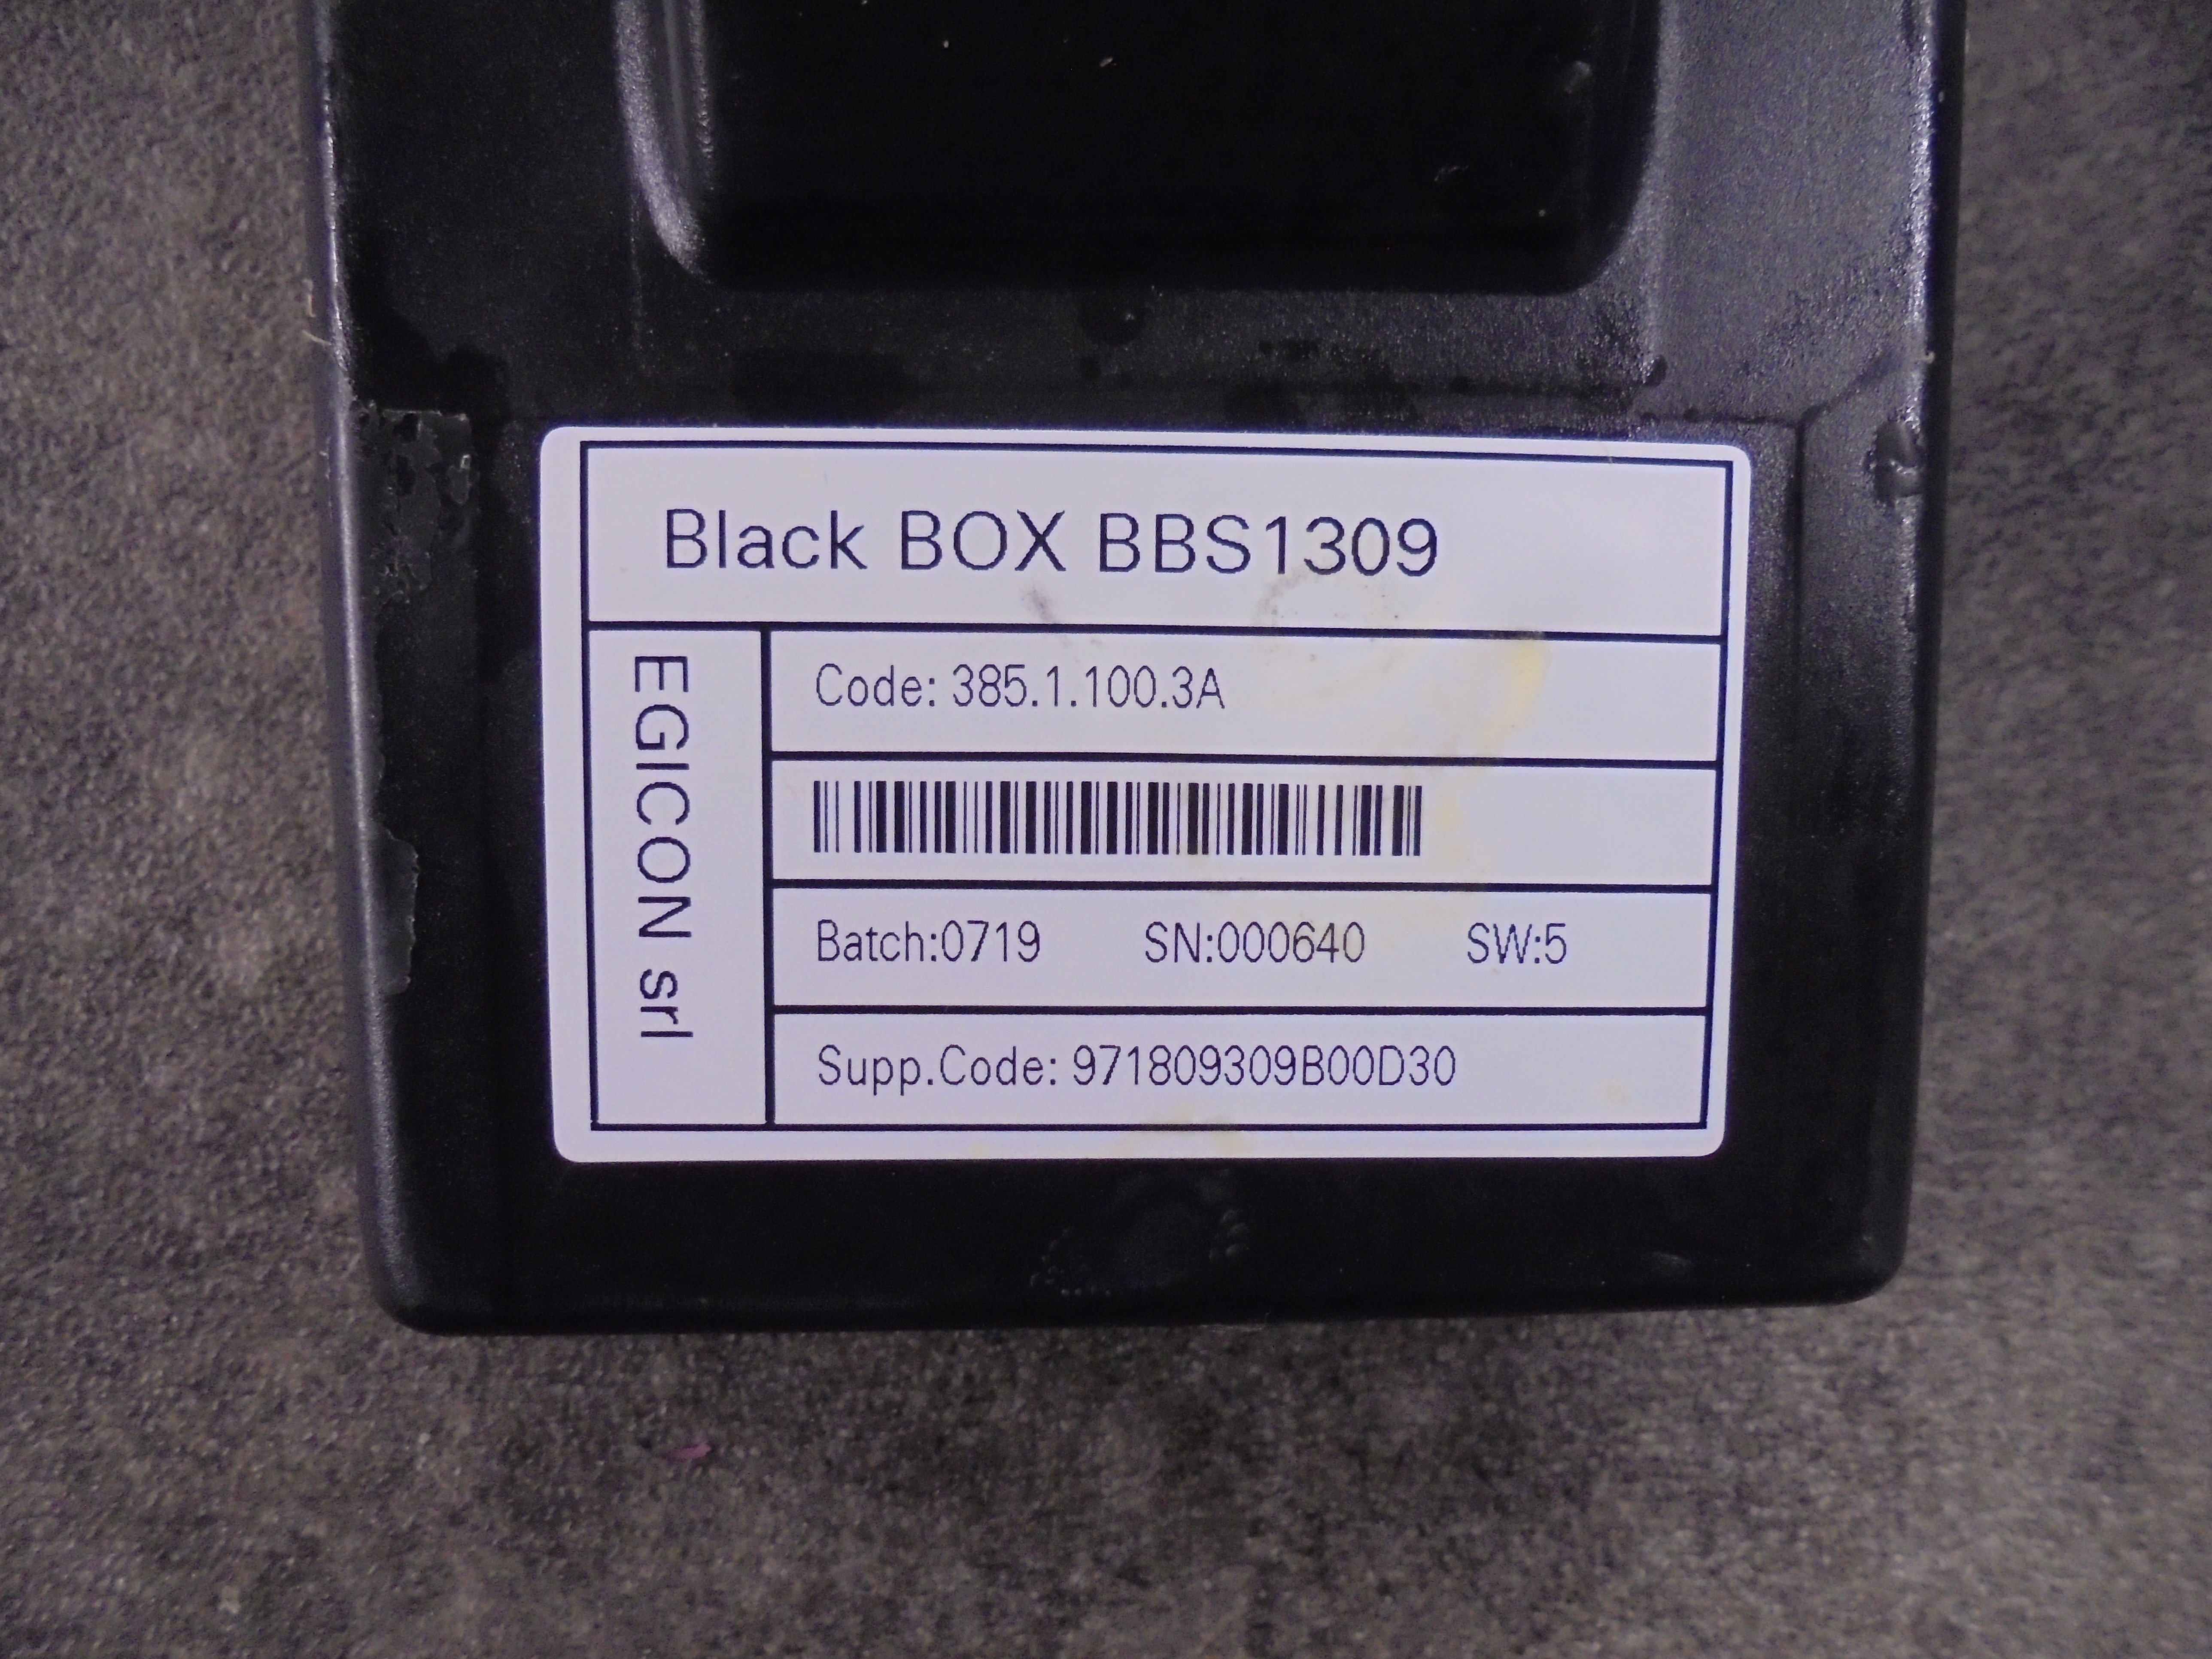 Black BOX BBS1309
EGICON srl
Code: 385.1.100.3A
Batch:0719 SN:000640 SW:5
Supp.Code: 971809309B00D30